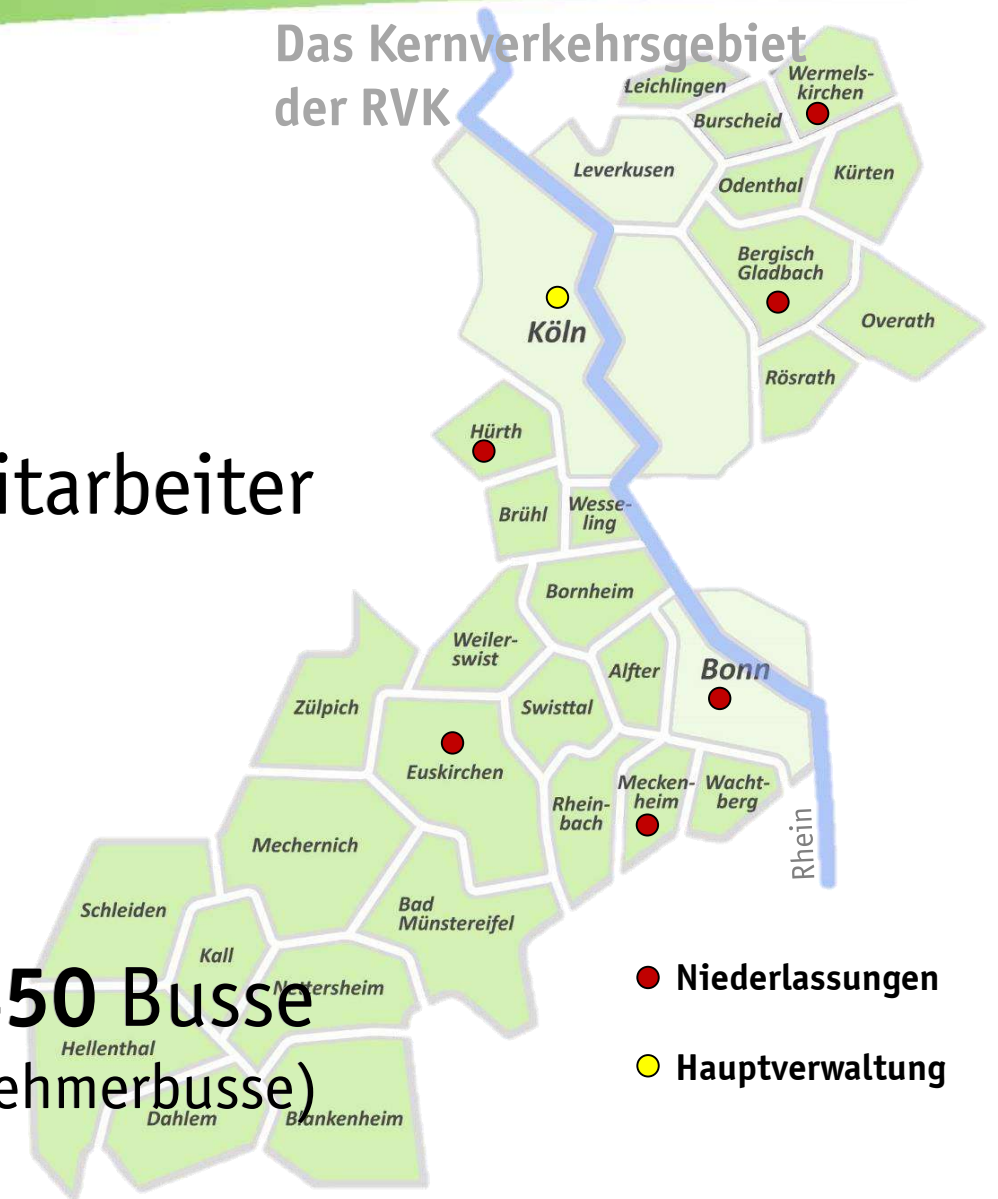 Das Kernverkehrsgebiet
der RVK
Leichlingen
Wermels-
kirchen
Burscheid
Leverkusen
Odenthal
Kürten
Bergisch
Gladbach
Overath
Köln
Rösrath
Hürth
itarbeiter
Brühl
Wesse-
ling
Bornheim
Weiler-
swist
Alfter
Bonn
Zülpich
Swisttal
Euskirchen
Rhein-
bach
Mecken-
heim
Wacht-
berg
Rhein
Mechernich
Schleiden
Bad
Münstereifel
Kall
Nettersheim
50 Busse
Niederlassungen
Hellenthal
Hauptverwaltung
ehmerbusse)
Dahlem
Blankenheim